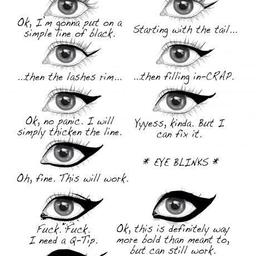 Ok, I'm gonna put on a
simple line of black.
Starting with the tail...
...then the lashes rim...
...then filling in-CRAP.
Ok, no panic. I will
simply thicken the line.
Yyyess, kinda. But I
can fix it.
* EYE BLINKS *
Oh, fine. This will work.
Fuck. Fuck.
I need a Q-Tip.
Ok, this is definitely way
more bold than meant to,
but can still work.